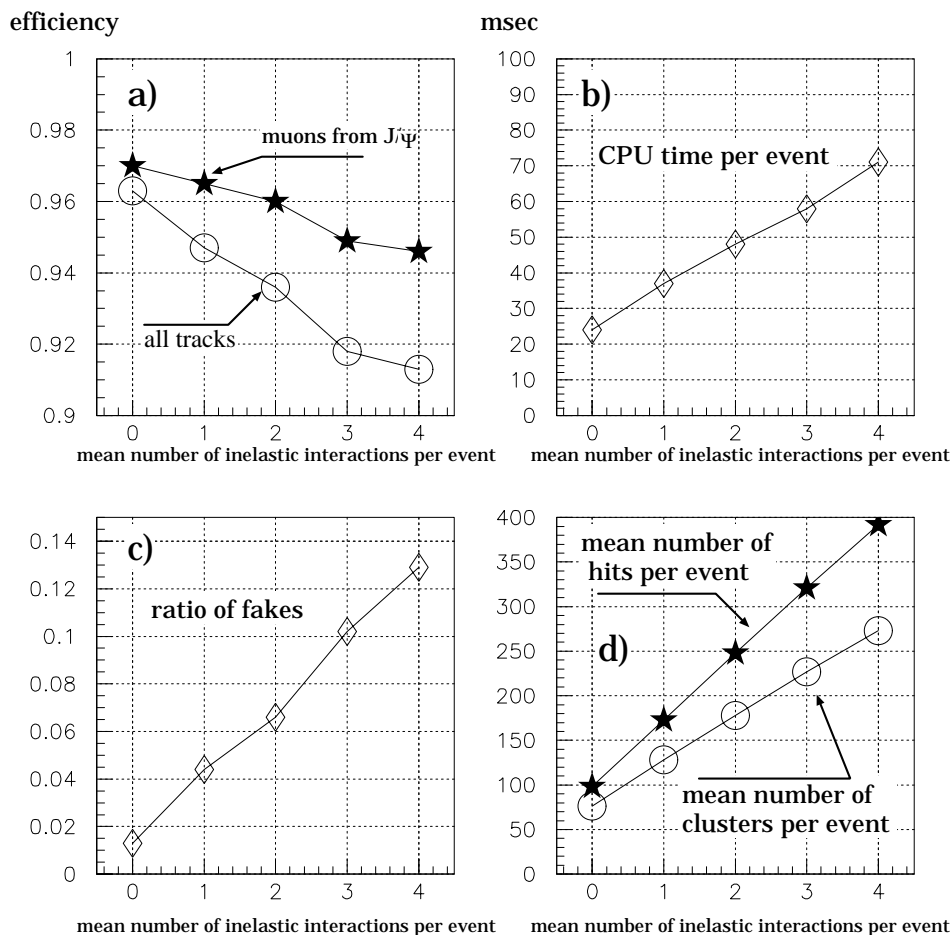 efficiency
msec
a)
muons from J/Ψ
all tracks
1
0.98
0.96
0.94
0.92
0.9
0 1 2 3 4
mean number of inelastic interactions per event
b)
CPU time per event
100
90
80
70
60
50
40
30
20
10
0
0 1 2 3 4
mean number of inelastic interactions per event
c)
ratio of fakes
0.14
0.12
0.1
0.08
0.06
0.04
0.02
0
0 1 2 3 4
mean number of inelastic interactions per event
mean number of
hits per event
d)
mean number of
clusters per event
400
350
300
250
200
150
100
50
0
0 1 2 3 4
mean number of inelastic interactions per event